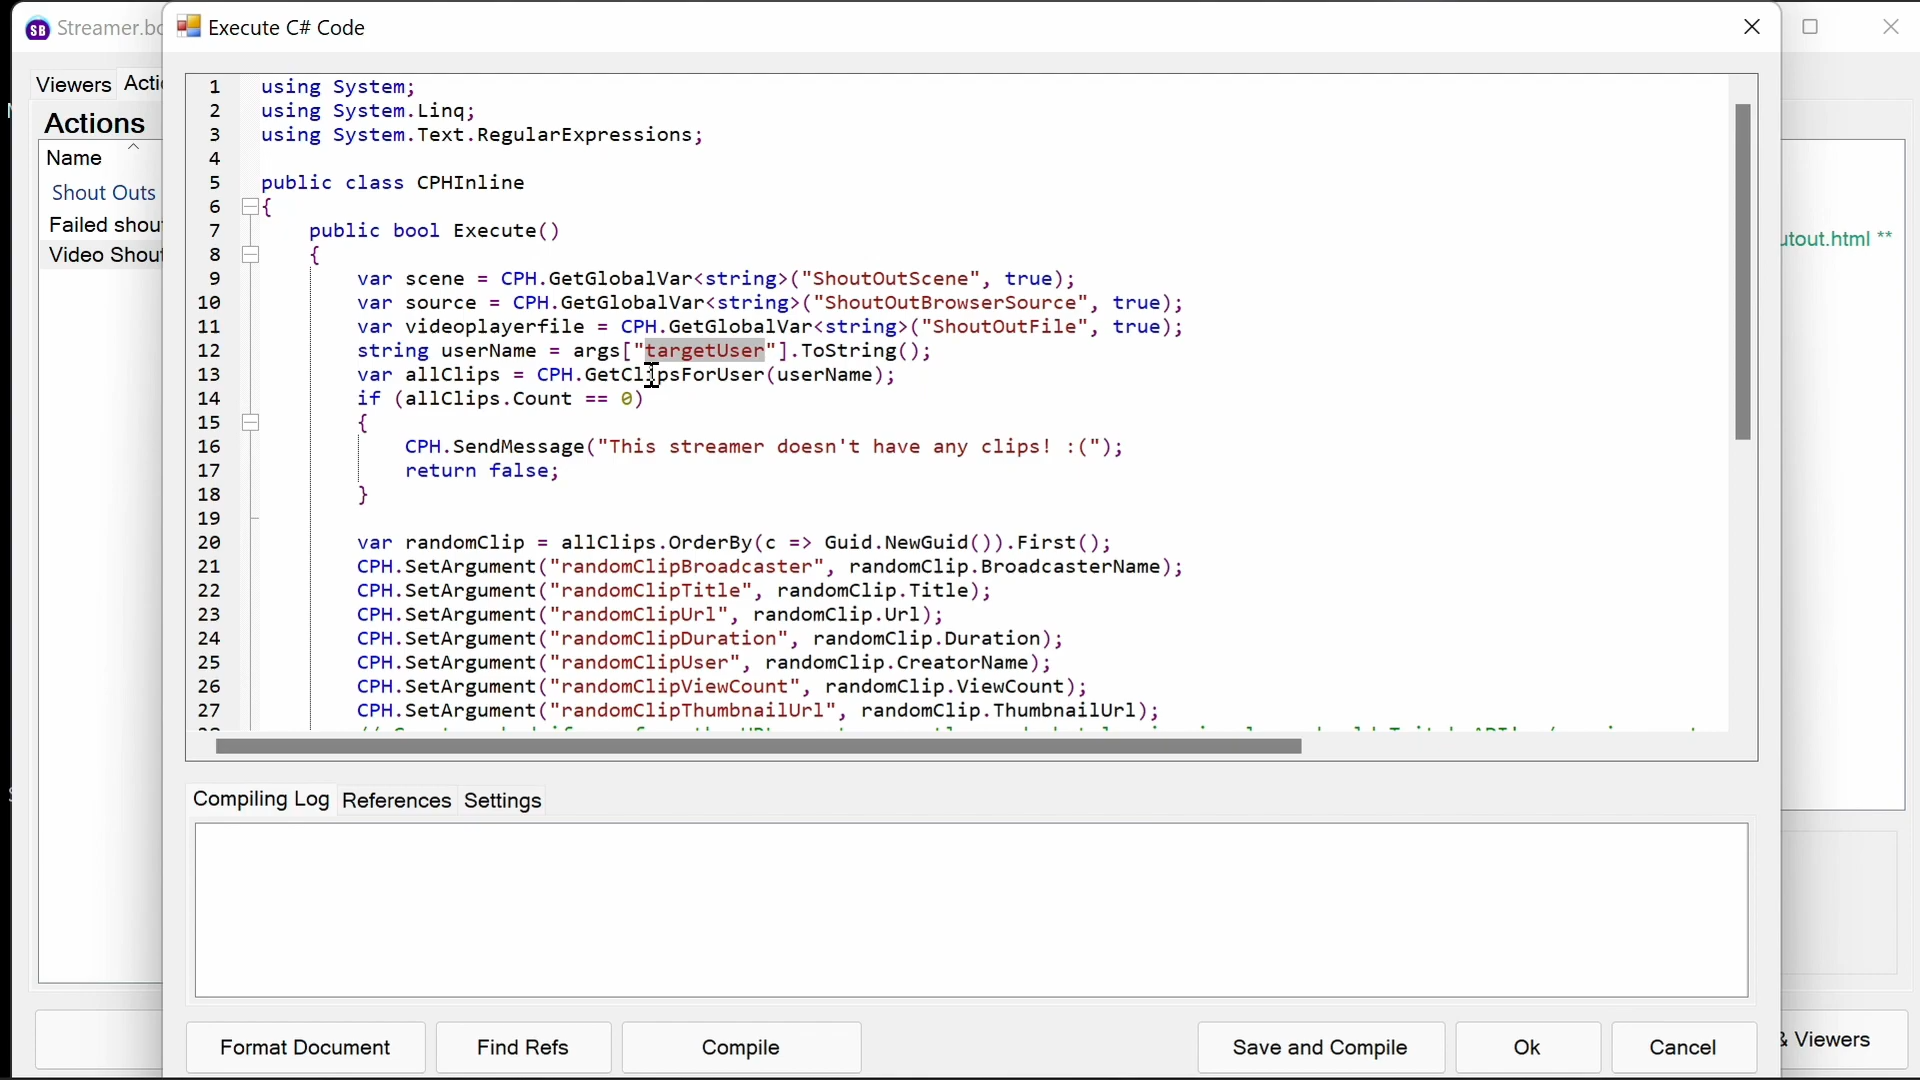 Streamer.bo
Execute C# Code
Viewers
Actions
Name
Shout Outs
Failed shou
Video Shou
1 using System;
2 using System.Linq;
3 using System.Text.RegularExpressions;
4
5 public class CPHInline
6 {
7 public bool Execute()
8 {
9 var scene = CPH.GetGlobalVar<string>("ShoutOutScene", true);
10 var source = CPH.GetGlobalVar<string>("ShoutOutBrowserSource", true);
11 var videoplayerfile = CPH.GetGlobalVar<string>("ShoutOutFile", true);
12 string userName = args["targetUser"].ToString();
13 var allClips = CPH.GetClipsForUser(userName);
14 if (allClips.Count == 0)
15 {
16 CPH.SendMessage("This streamer doesn't have any clips! :(");
17 return false;
18 }
19
20 var randomClip = allClips.OrderBy(c => Guid.NewGuid()).First();
21 CPH.SetArgument("randomClipBroadcaster", randomClip.BroadcasterName);
22 CPH.SetArgument("randomClipTitle", randomClip.Title);
23 CPH.SetArgument("randomClipUrl", randomClip.Url);
24 CPH.SetArgument("randomClipDuration", randomClip.Duration);
25 CPH.SetArgument("randomClipUser", randomClip.CreatorName);
26 CPH.SetArgument("randomClipViewCount", randomClip.ViewCount);
27 CPH.SetArgument("randomClipThumbnailUrl", randomClip.ThumbnailUrl);
utout.html **
Compiling Log References Settings
Format Document Find Refs Compile Save and Compile Ok Cancel
& Viewers